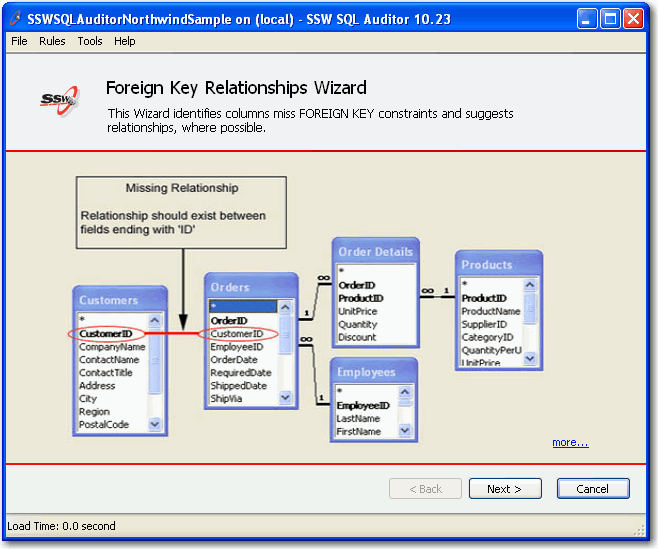 SSWSQLAuditorNorthwindSample on (local) - SSW SQL Auditor 10.23
File Rules Tools Help
SSW
Foreign Key Relationships Wizard
This Wizard identifies columns miss FOREIGN KEY constraints and suggests
relationships, where possible.
Missing Relationship
Relationship should exist between
fields ending with 'ID'
Customers
*
CustomerID
CompanyName
ContactName
ContactTitle
Address
City
Region
PostalCode
Orders
*
OrderID
CustomerID
EmployeeID
OrderDate
RequiredDate
ShippedDate
ShipVia
1
∞
∞
1
Order Details
*
OrderID
ProductID
UnitPrice
Quantity
Discount
∞ 1
Products
*
ProductID
ProductName
SupplierID
CategoryID
QuantityPerU
UnitPrice
Employees
*
EmployeeID
LastName
FirstName
more...
< Back Next > Cancel
Load Time: 0.0 second